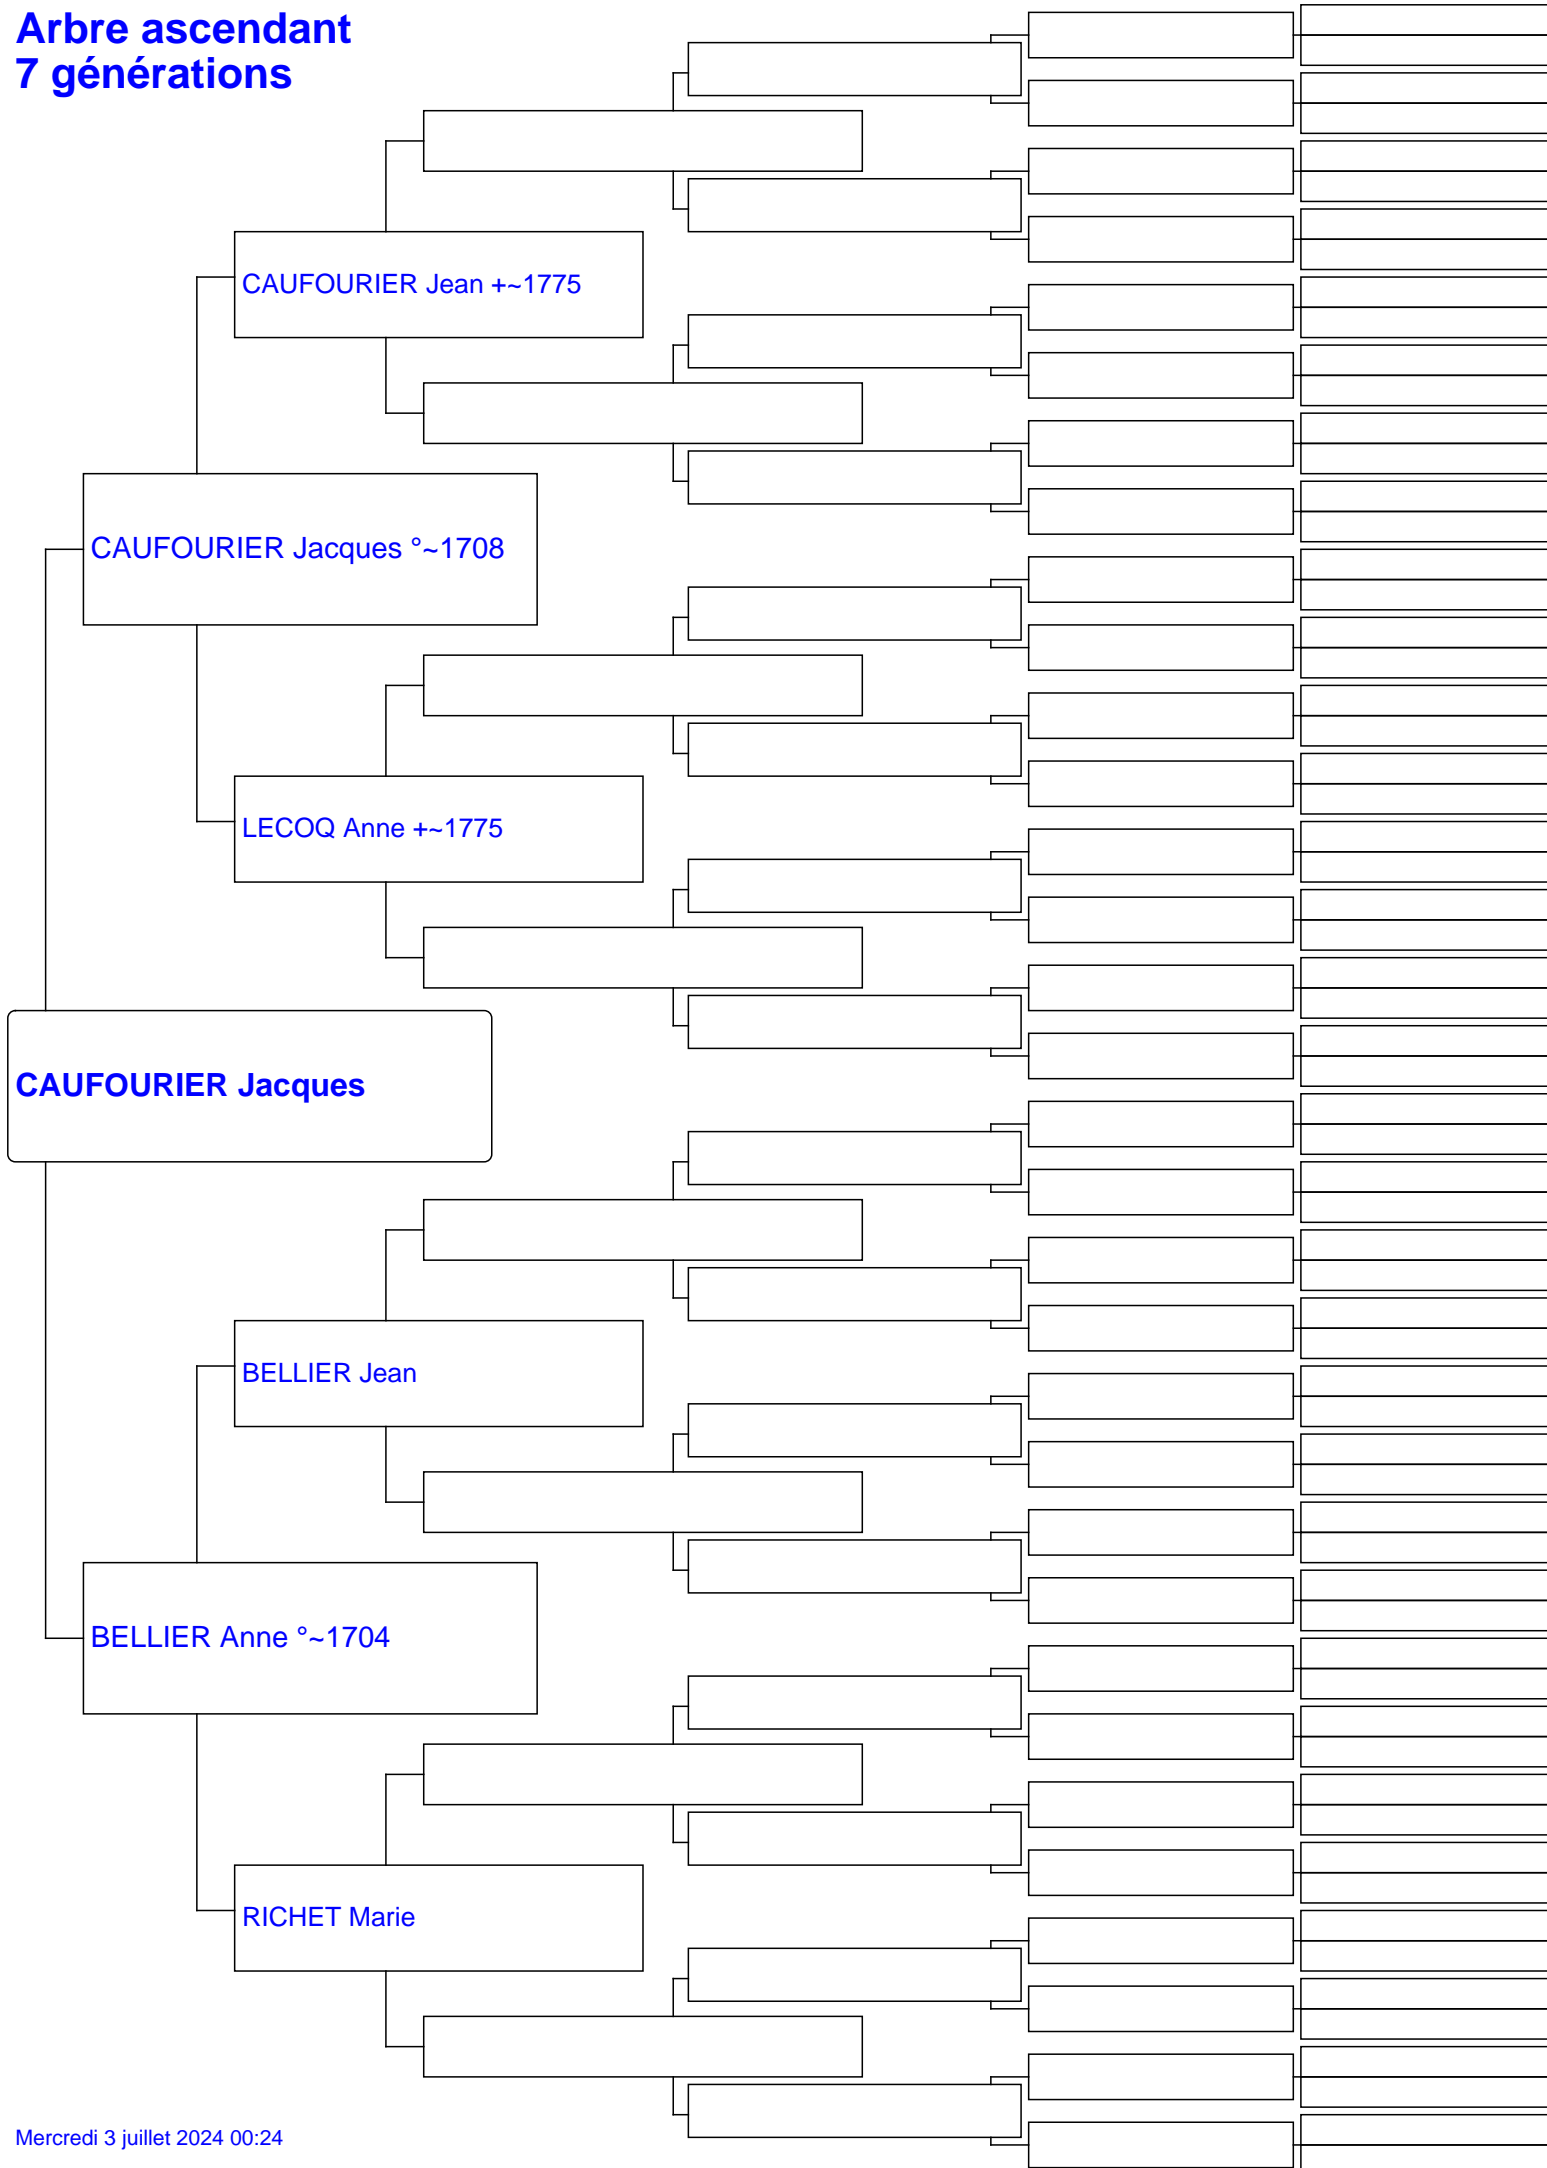 Arbre ascendant
7 générations
CAUFOURIER Jean +~1775
CAUFOURIER Jacques °~1708
LECOQ Anne +~1775
CAUFOURIER Jacques
BELLIER Jean
BELLIER Anne °~1704
RICHET Marie
Mercredi 3 juillet 2024 00:24